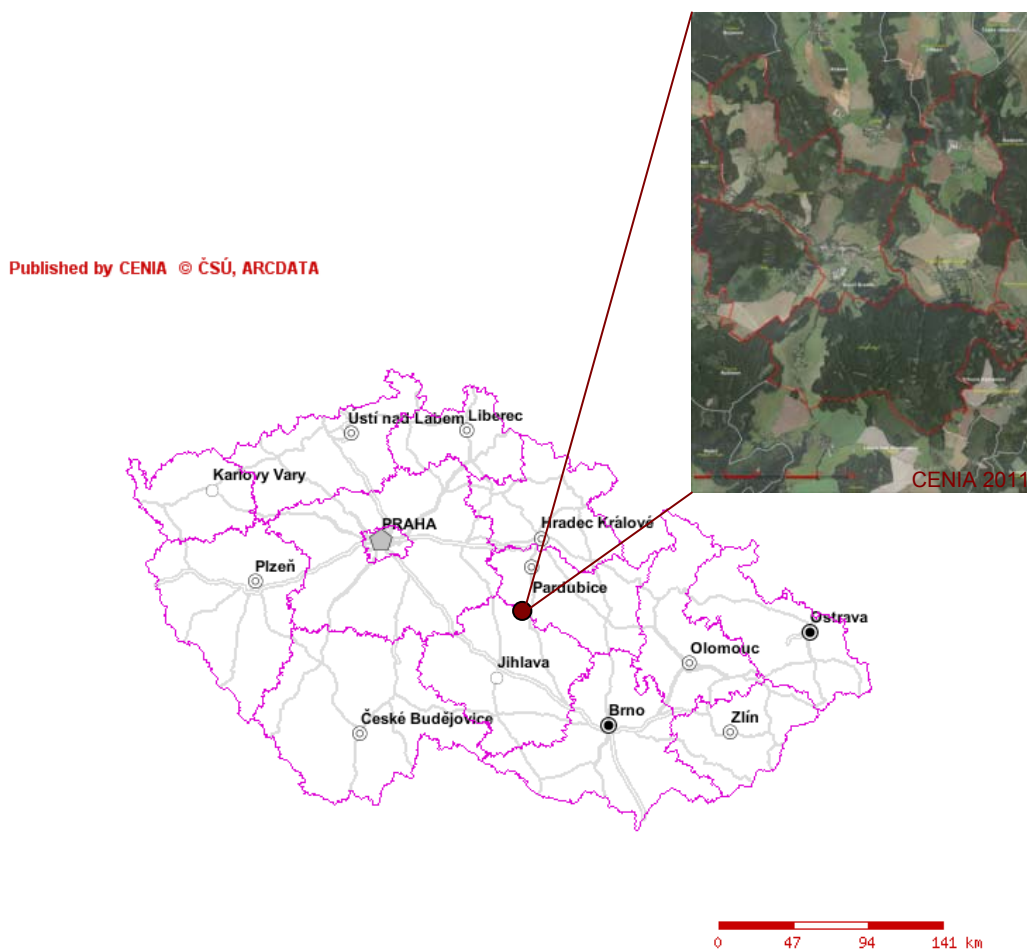 CENIA 2011
Published by CENIA © ČSÚ, ARCDATA
Ústí nad Labem
Liberec
Karlovy Vary
PRAHA
Hradec Králové
Plzeň
Pardubice
Ostrava
Olomouc
Jihlava
Brno
Zlín
České Budějovice
0 47 94 141 km